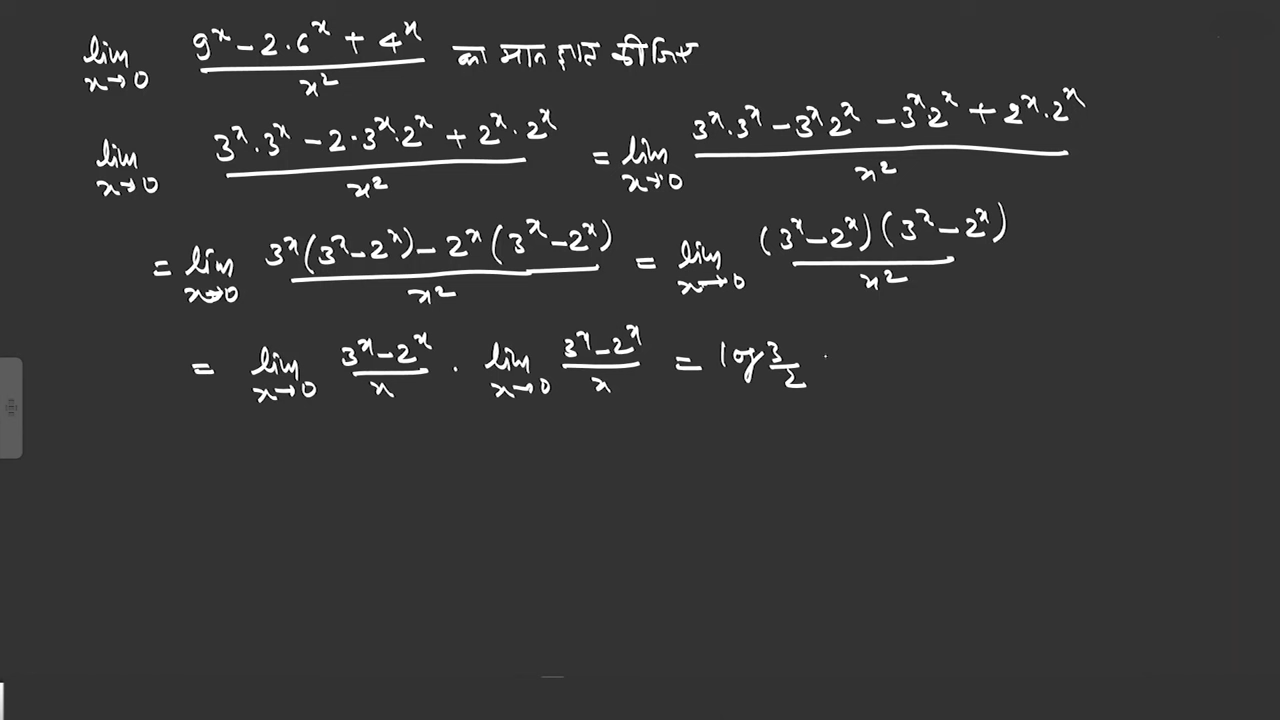 lim x→0 (9^x − 2·6^x + 4^x)/x² का मान ज्ञात कीजिए
lim x→0 (3^x·3^x − 2·3^x·2^x + 2^x·2^x)/x² = lim x→0 (3^x·3^x − 3^x 2^x − 3^x 2^x + 2^x·2^x)/x²
= lim x→0 (3^x(3^x−2^x) − 2^x(3^x−2^x))/x² = lim x→0 ((3^x−2^x)(3^x−2^x))/x²
= lim x→0 (3^x−2^x)/x · lim x→0 (3^x−2^x)/x = log 3/2 ·